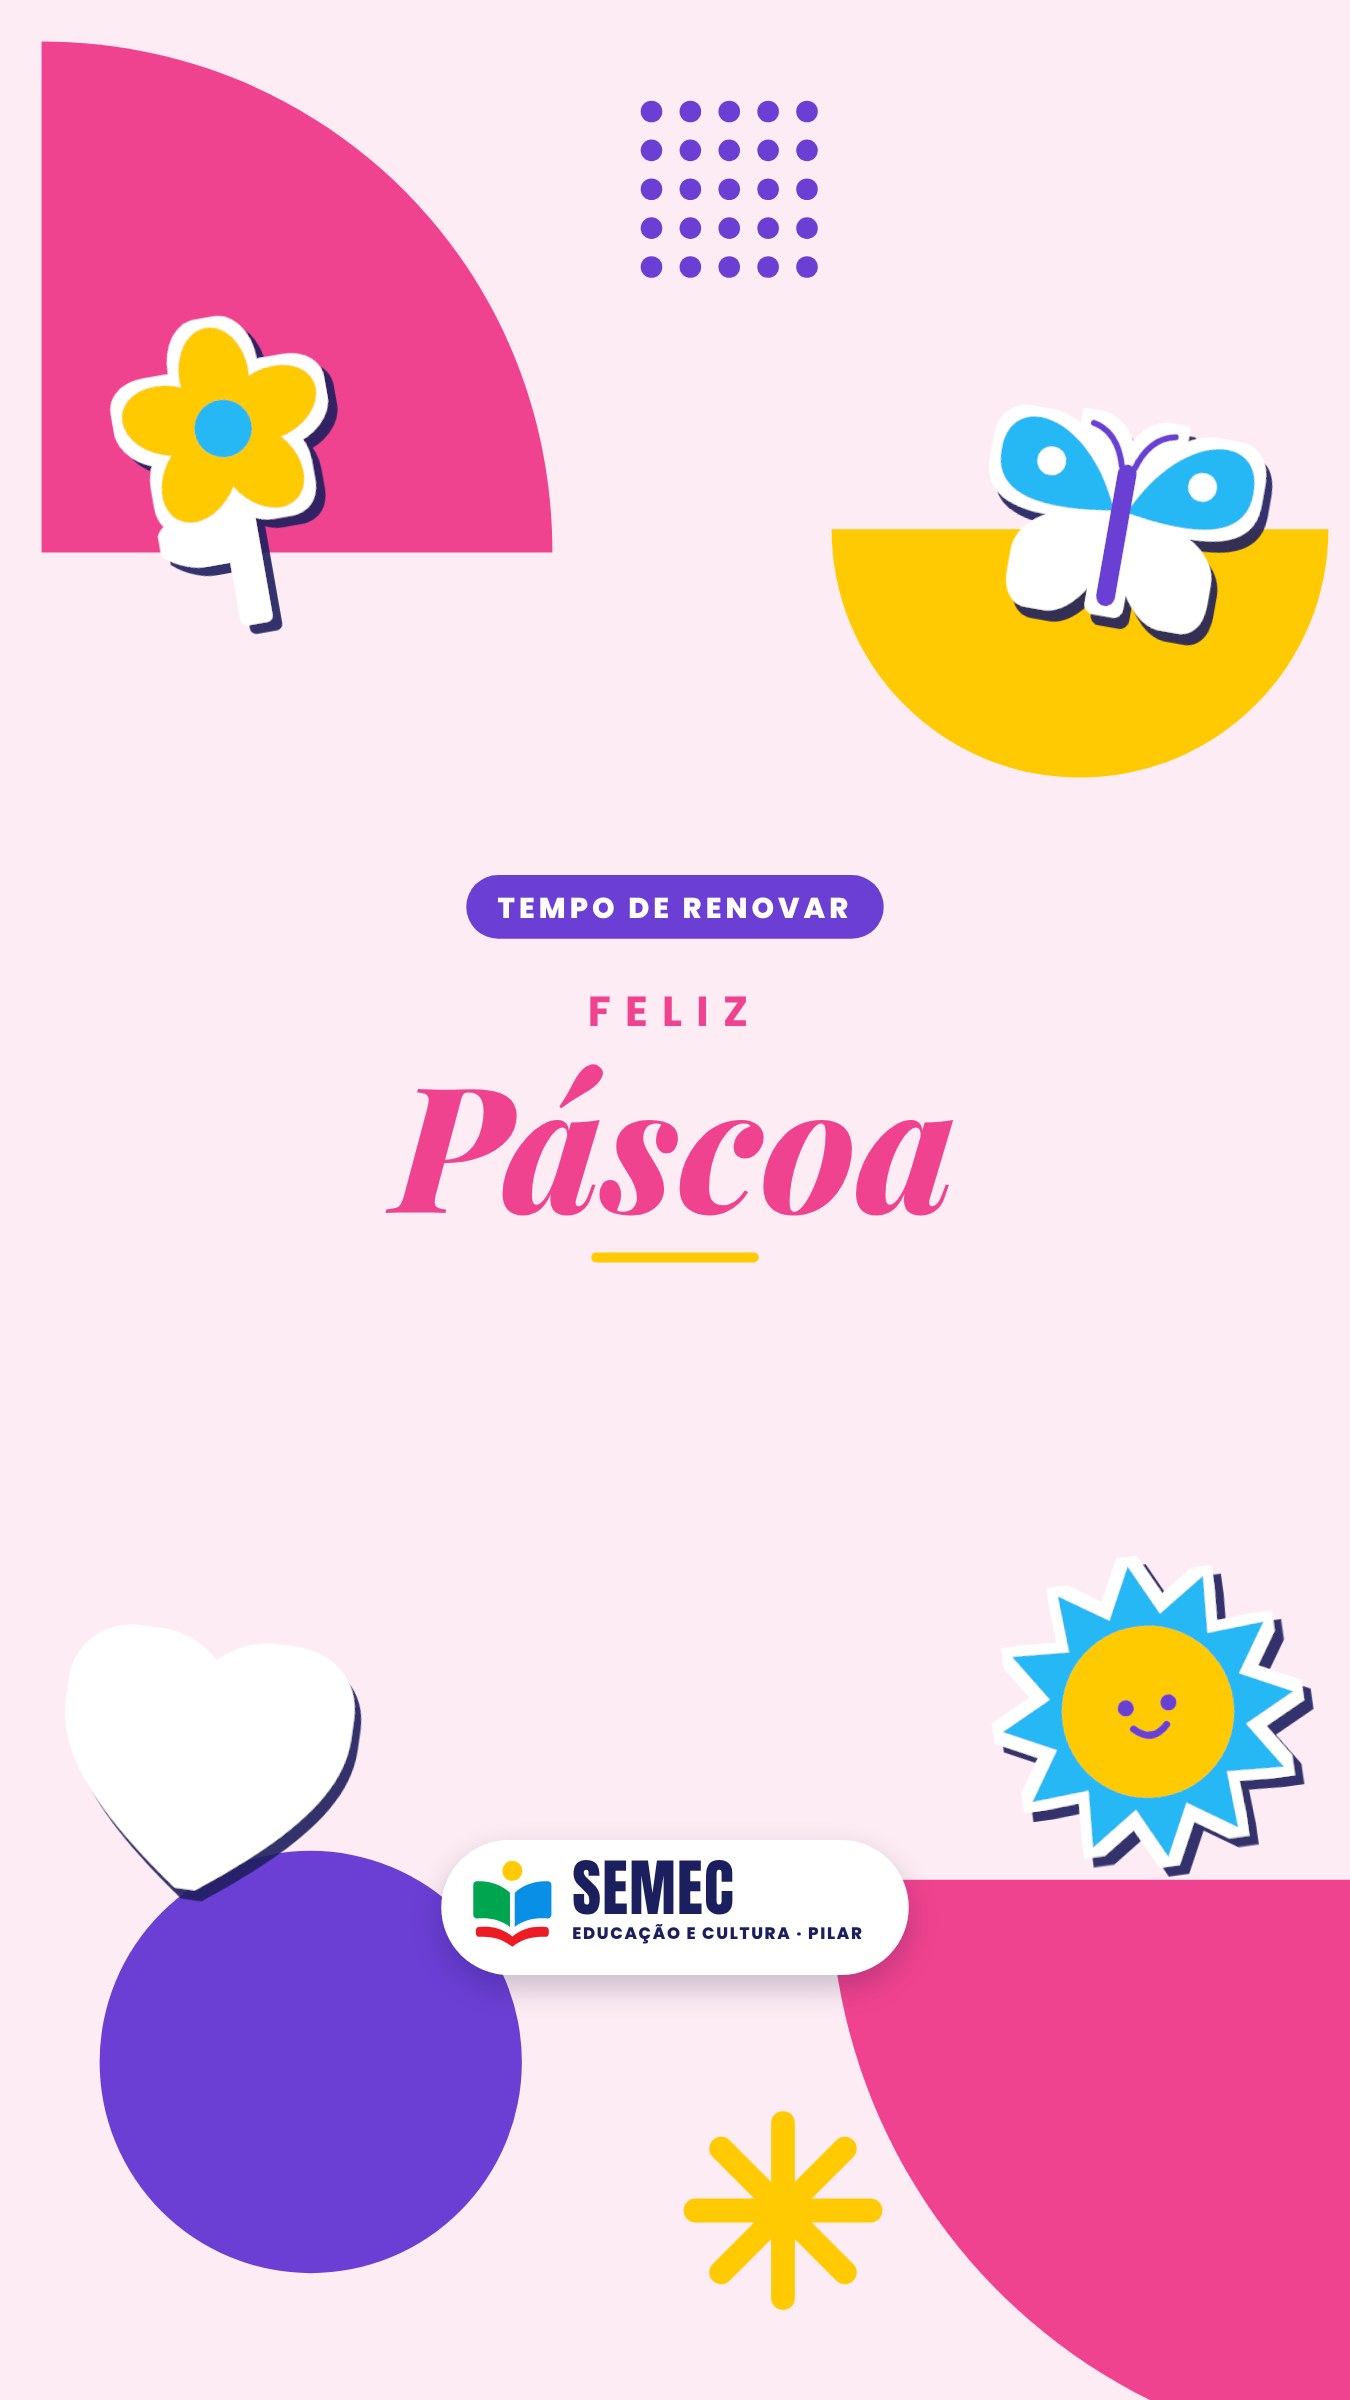 TEMPO DE RENOVAR
FELIZ
Páscoa
SEMEC
EDUCAÇÃO E CULTURA · PILAR